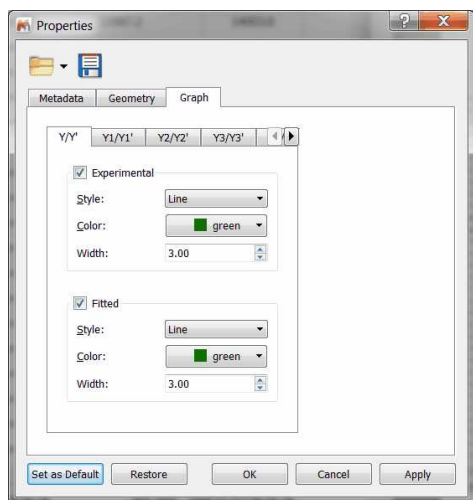 Properties
Metadata Geometry Graph
Y/Y' Y1/Y1' Y2/Y2' Y3/Y3'
Experimental
Style: Line
Color: green
Width: 3.00
Fitted
Style: Line
Color: green
Width: 3.00
Set as Default Restore OK Cancel Apply